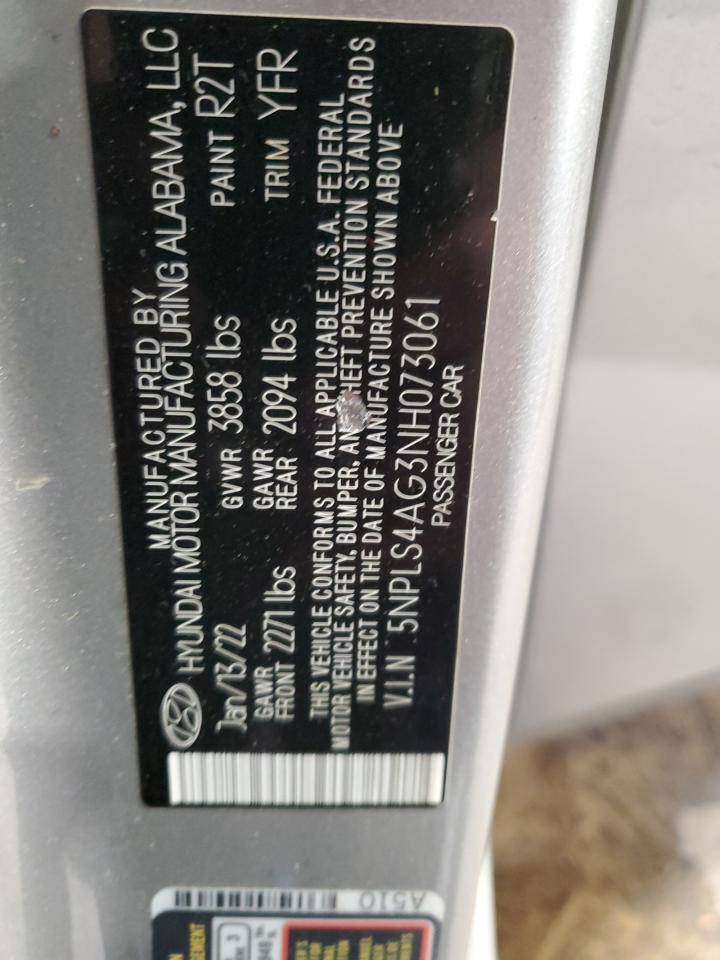 MANUFACTURED BY
HYUNDAI MOTOR MANUFACTURING ALABAMA, LLC
Jan/13/22 GVWR 3858 lbs PAINT R2T
GAWR FRONT 2271 lbs GAWR REAR 2094 lbs TRIM YFR
THIS VEHICLE CONFORMS TO ALL APPLICABLE U.S.A. FEDERAL
MOTOR VEHICLE SAFETY, BUMPER, AN THEFT PREVENTION STANDARDS
IN EFFECT ON THE DATE OF MANUFACTURE SHOWN ABOVE
V.I.N 5NPLS4AG3NH073061
PASSENGER CAR
A510